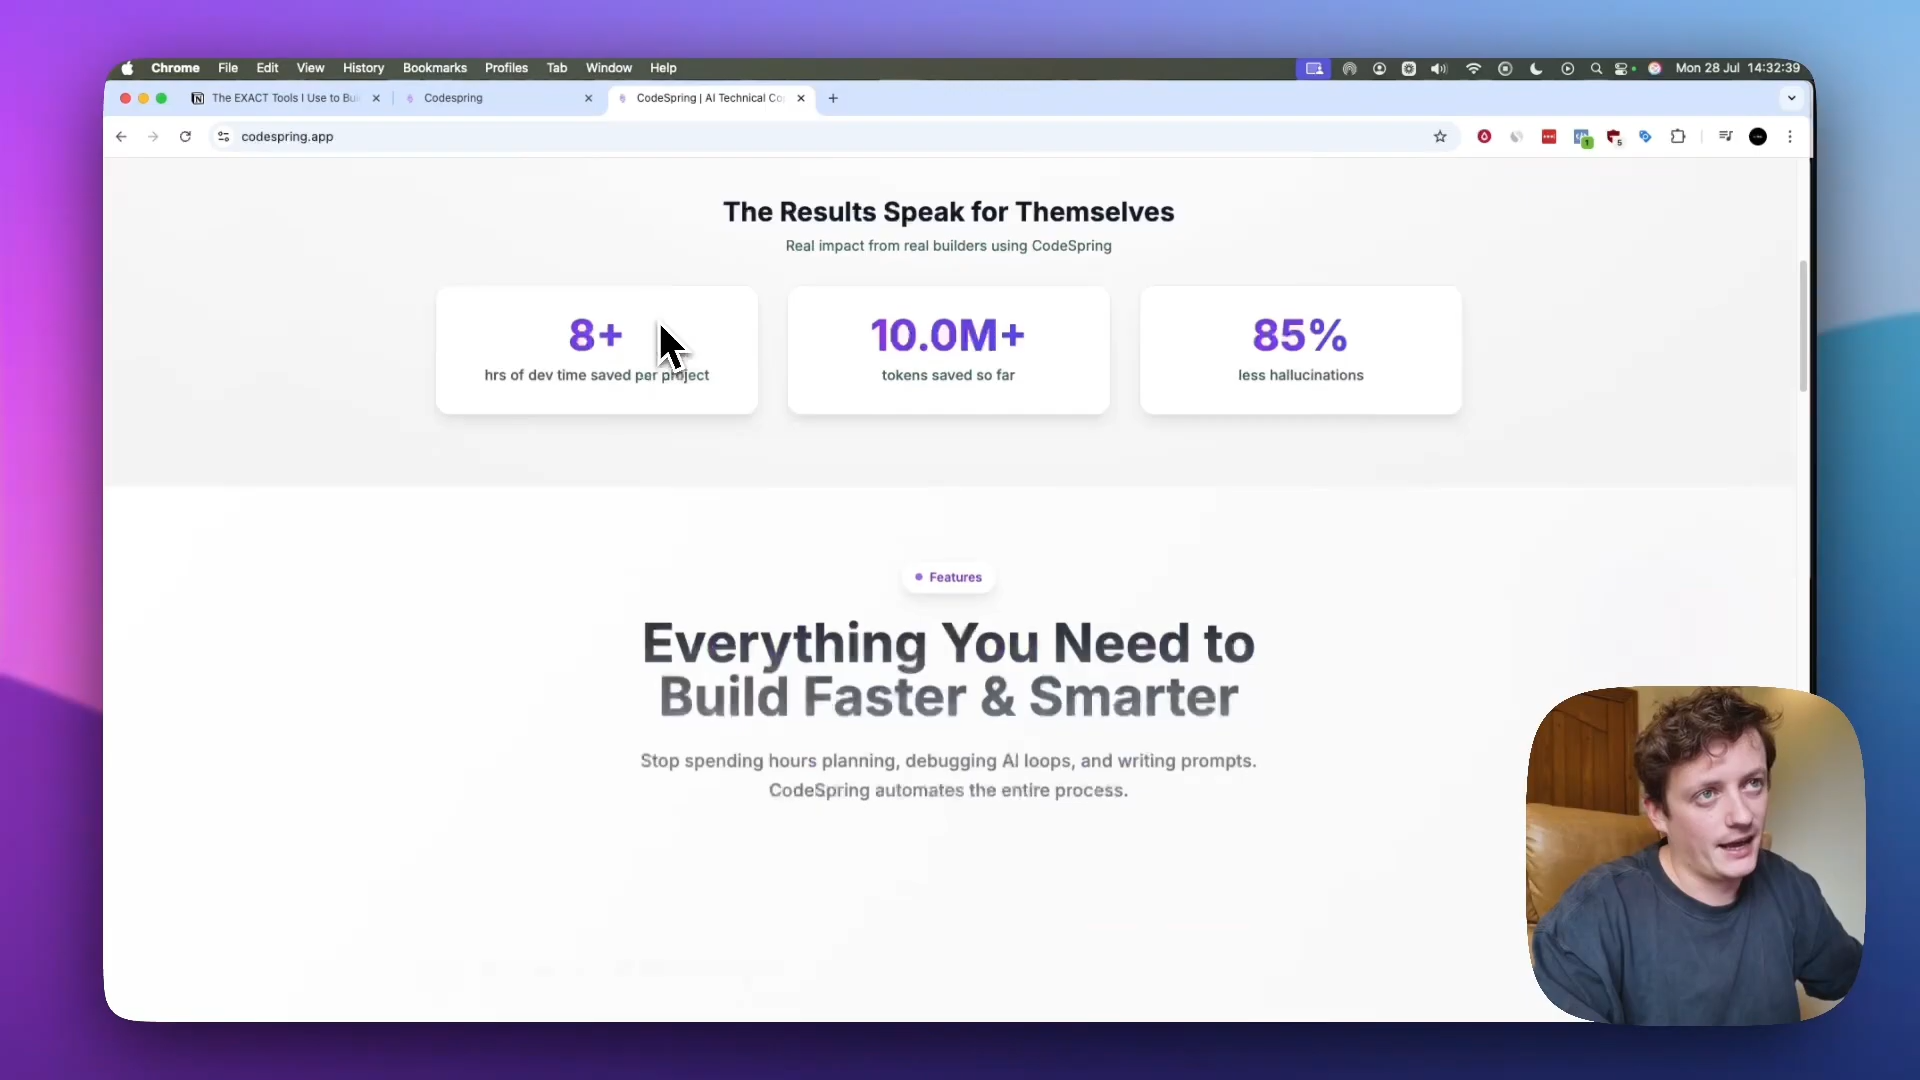 Chrome File Edit View History Bookmarks Profiles Tab Window Help
Mon 28 Jul 14:32:39
The EXACT Tools I Use to Bui
Codespring
CodeSpring | AI Technical Co
codespring.app
The Results Speak for Themselves
Real impact from real builders using CodeSpring
8+
hrs of dev time saved per project
10.0M+
tokens saved so far
85%
less hallucinations
Features
Everything You Need to
Build Faster & Smarter
Stop spending hours planning, debugging AI loops, and writing prompts.
CodeSpring automates the entire process.